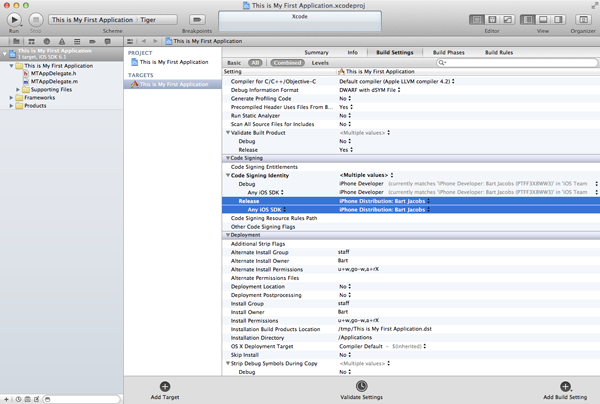 This is My First Application.xcodeproj
This is My First Application
Tiger
Xcode
Run
Stop
Scheme
Breakpoints
Editor
View
Organizer
This is My First Application.xcodeproj
This is My First Application
1 target, iOS SDK 6.1
This is My First Application
MTAppDelegate.h
MTAppDelegate.m
Supporting Files
Frameworks
Products
PROJECT
This is My First Application
TARGETS
This is My First Application
Summary Info Build Settings Build Phases Build Rules
Basic All Combined Levels
Setting This is My First Application
Compiler for C/C++/Objective-C Default compiler (Apple LLVM compiler 4.2)
Debug Information Format DWARF with dSYM File
Generate Profiling Code No
Precompiled Header Uses Files From B... Yes
Run Static Analyzer No
Scan All Source Files for Includes No
Validate Built Product <Multiple values>
Debug No
Release Yes
Code Signing
Code Signing Entitlements
Code Signing Identity <Multiple values>
Debug iPhone Developer (currently matches 'iPhone Developer: Bart Jacobs (PTFF3X8WW3)' in 'iOS Team
Any iOS SDK iPhone Developer (currently matches 'iPhone Developer: Bart Jacobs (PTFF3X8WW3)' in 'iOS Team
Release iPhone Distribution: Bart Jacobs
Any iOS SDK iPhone Distribution: Bart Jacobs
Code Signing Resource Rules Path
Other Code Signing Flags
Deployment
Additional Strip Flags
Alternate Install Group staff
Alternate Install Owner Bart
Alternate Install Permissions u+w,go-w,a+rX
Alternate Permissions Files
Deployment Location No
Deployment Postprocessing No
Install Group staff
Install Owner Bart
Install Permissions u+w,go-w,a+rX
Installation Build Products Location /tmp/This is My First Application.dst
Installation Directory /Applications
OS X Deployment Target Compiler Default - $(inherited)
Skip Install No
Strip Debug Symbols During Copy <Multiple values>
Debug No
Add Target
Validate Settings
Add Build Setting